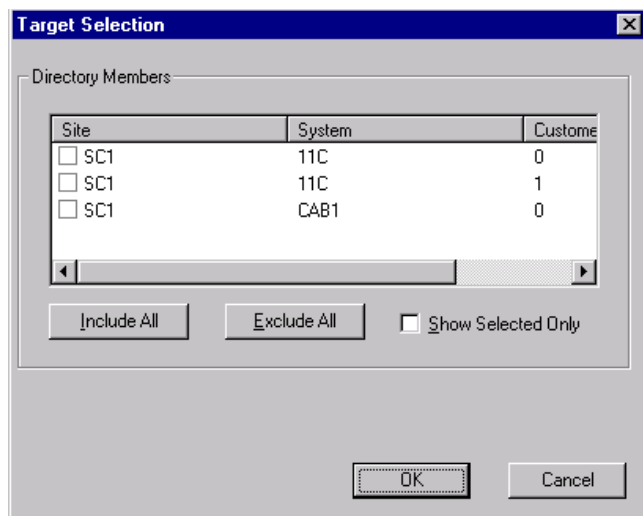 Target Selection
Directory Members
Site System Custome
SC1 11C 0
SC1 11C 1
SC1 CAB1 0
Include All Exclude All Show Selected Only
OK Cancel